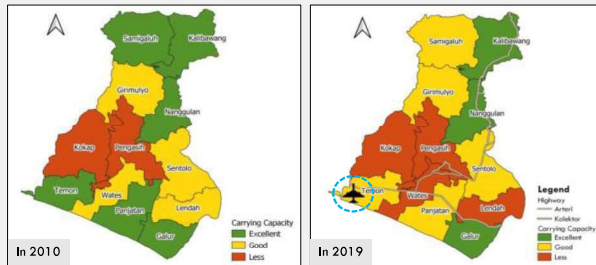 Samigaluh
Kalibawang
Girimulyo
Nanggulan
Kokap
Pengasih
Sentolo
Temon
Wates
Panjatan
Lendah
Galur
Carrying Capacity
Excellent
Good
Less
In 2010
Samigaluh
Kalibawang
Girimulyo
Nanggulan
Kokap
Pengasih
Sentolo
Temon
Wates
Panjatan
Lendah
Galur
Legend
Highway
Arteri
Kolektor
Carrying Capacity
Excellent
Good
Less
In 2019